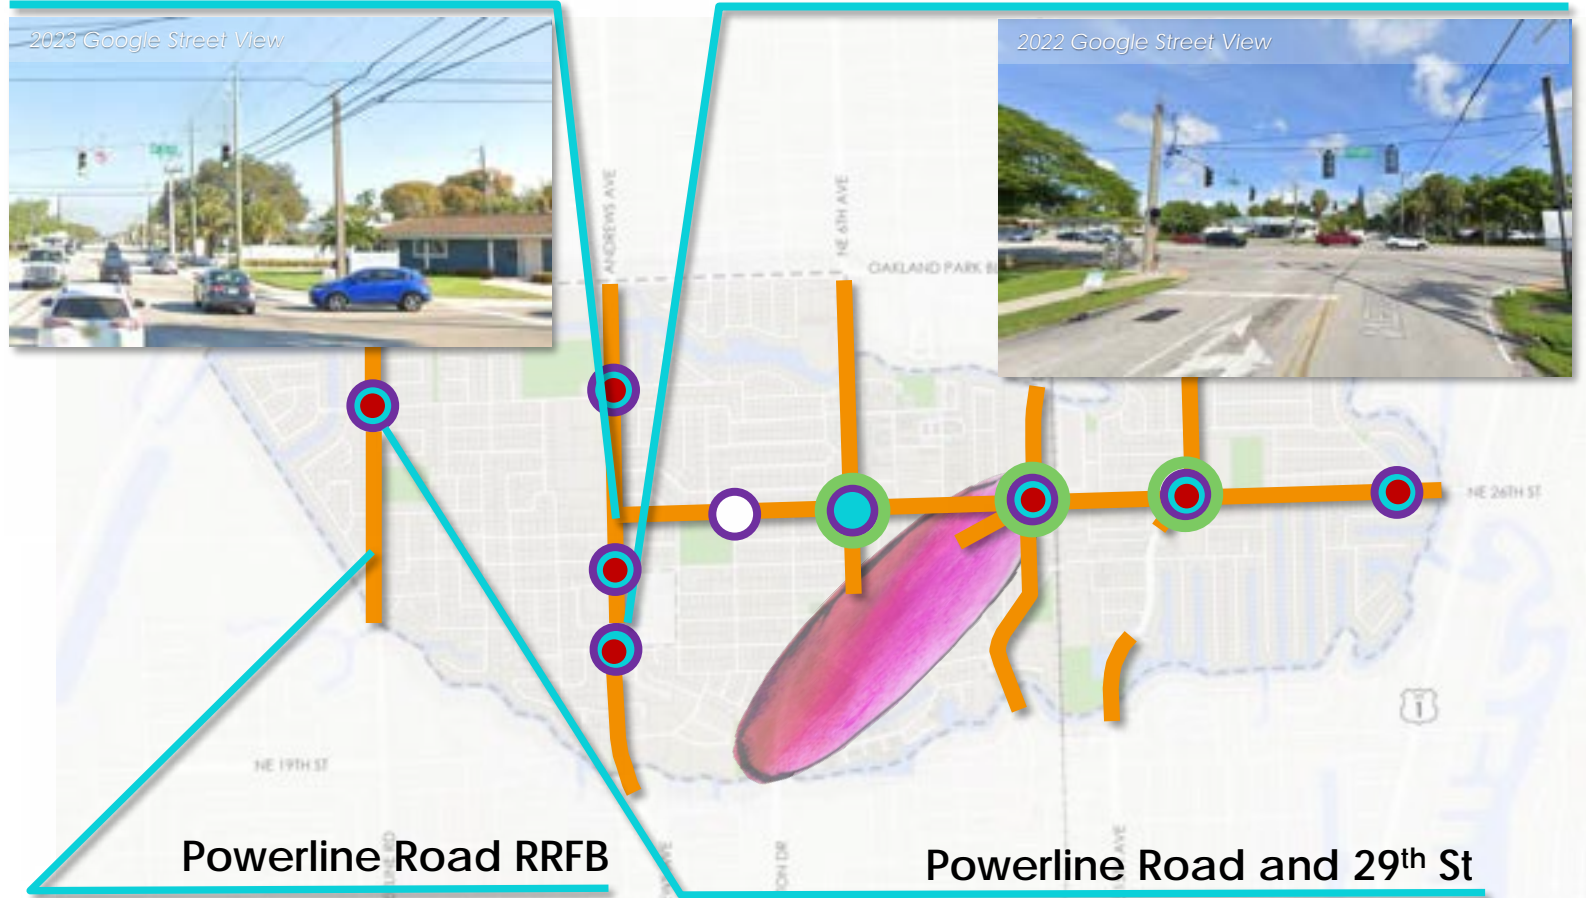 2023 Google Street View
2022 Google Street View
ANDREWS AVE
NE 6TH AVE
OAKLAND PARK
NE 26TH ST
1
NE 19TH ST
Powerline Road RRFB
Powerline Road and 29th St